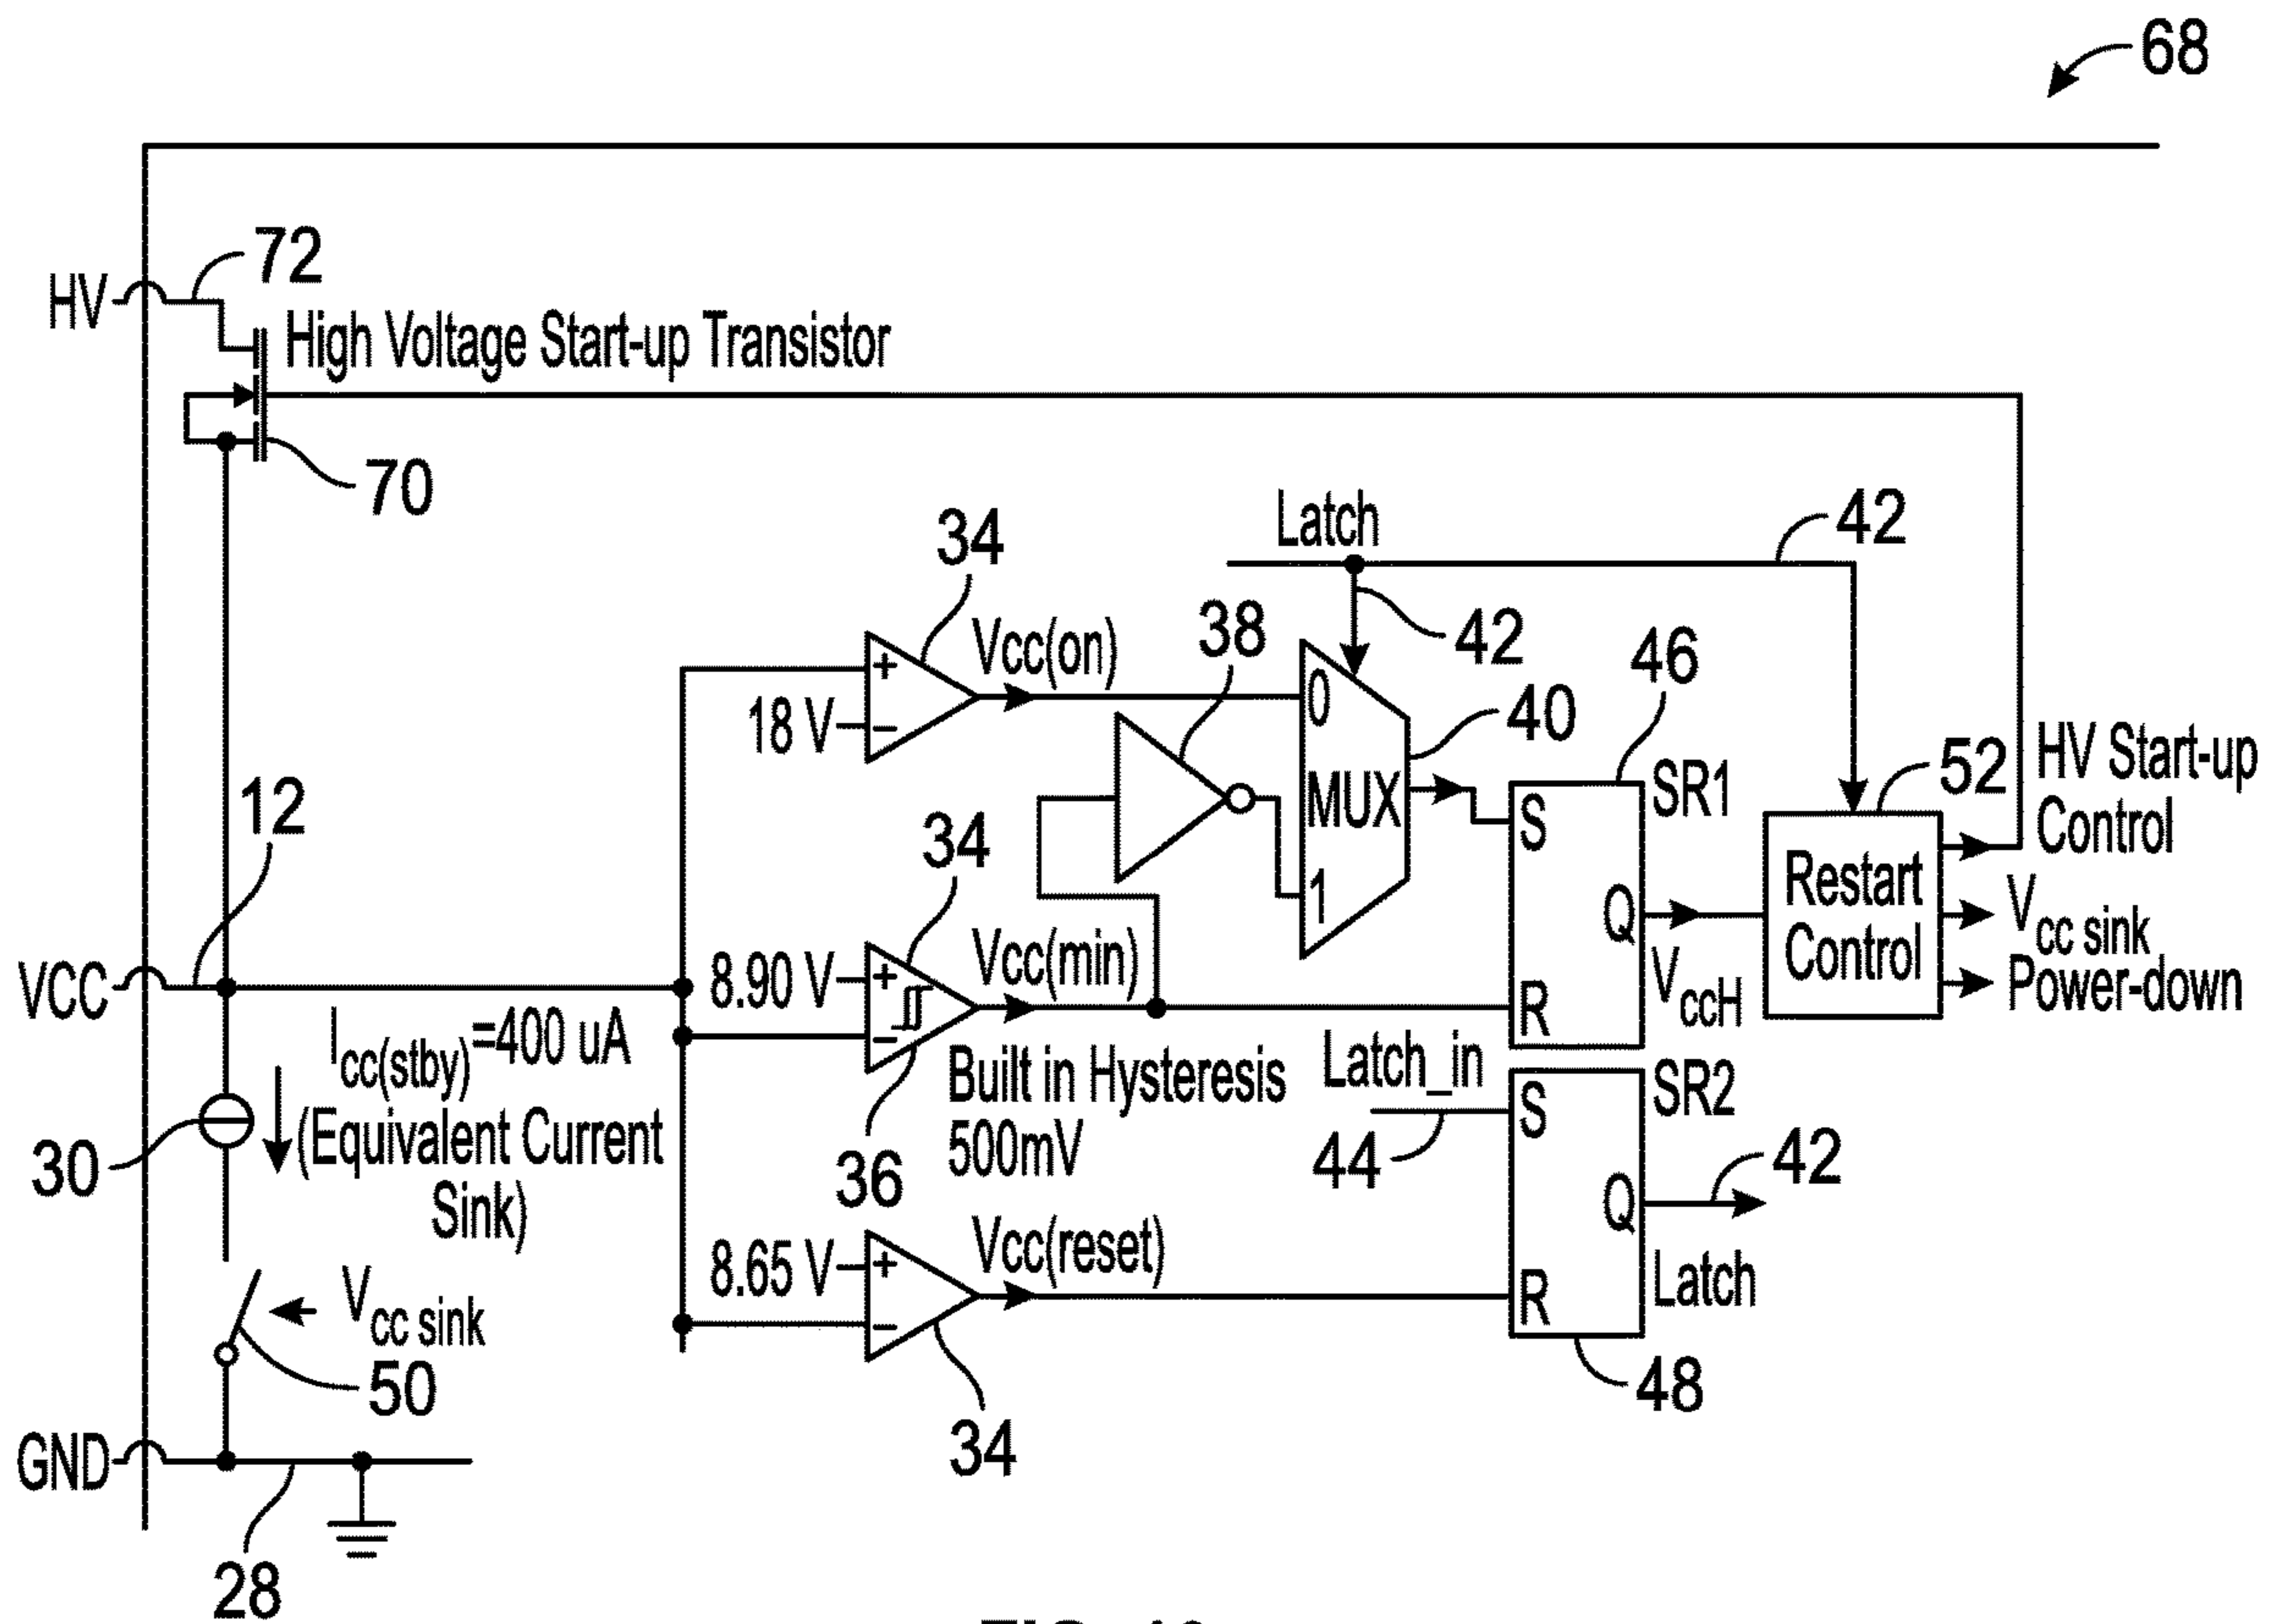 68
72
HV
High Voltage Start-up Transistor
70
34
Latch
42
Vcc(on)
38
42
46
+
18 V
−
0
40
SR1
HV Start-up
Control
52
12
34
MUX
S
Restart
Control
VCC
8.90 V
+
−
Vcc(min)
1
Q
VccH
Vcc sink
Power-down
R
Icc(stby)=400 uA
(Equivalent Current
Sink)
30
36
Built in Hysteresis
500mV
Latch_in
44
S
SR2
42
Q
Latch
8.65 V
+
−
Vcc(reset)
R
Vcc sink
50
34
48
GND
28